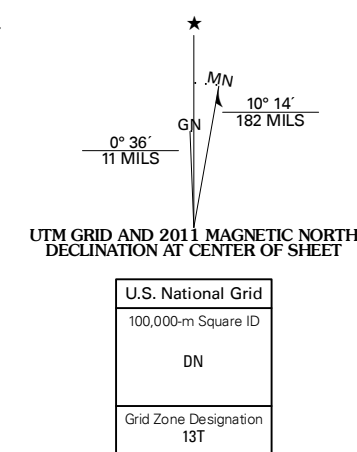 ★
MN
GN
10° 14´
182 MILS
0° 36´
11 MILS
UTM GRID AND 2011 MAGNETIC NORTH
DECLINATION AT CENTER OF SHEET
U.S. National Grid
100,000-m Square ID
DN
Grid Zone Designation
13T